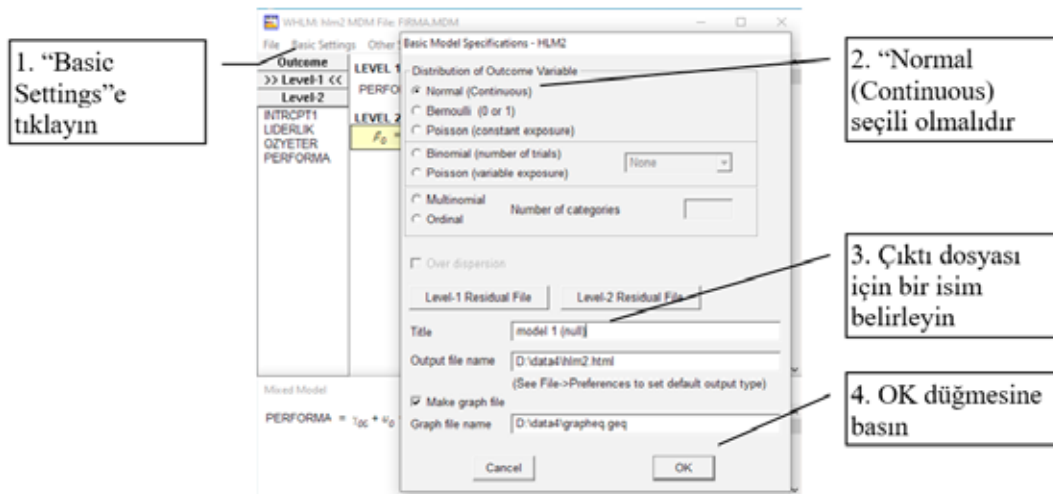 WHLM: hlm2 MDM File: FIRMA.MDM
File Basic Settings Other
Outcome
>> Level-1 <<
Level-2
INTRCPT1
LIDERLIK
OZYETER
PERFORMA
LEVEL 1
PERFO
LEVEL 2
Mixed Model
Basic Model Specifications - HLM2
Distribution of Outcome Variable
Normal (Continuous)
Bernoulli (0 or 1)
Poisson (constant exposure)
Binomial (number of trials)
None
Poisson (variable exposure)
Multinomial
Ordinal
Number of categories
Over dispersion
Level-1 Residual File
Level-2 Residual File
Title
model 1 (null)
Output file name
D:\data4\hlm2.html
(See File->Preferences to set default output type)
Make graph file
Graph file name
D:\data4\grapheq.geq
Cancel
OK
1. “Basic
Settings”e
tıklayın
2. “Normal
(Continuous)
seçili olmalıdır
3. Çıktı dosyası
için bir isim
belirleyin
4. OK düğmesine
basın